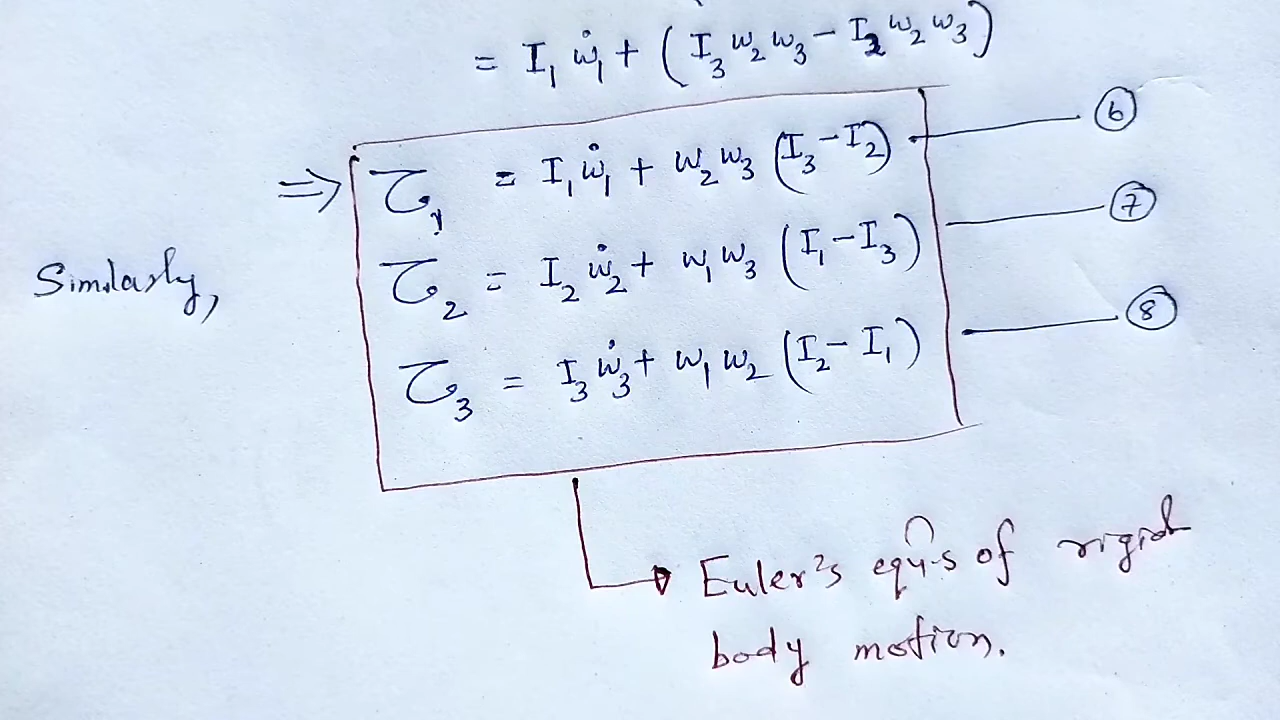 = I₁ ω̇₁ + (I₃ ω₂ ω₃ − I₂ ω₂ ω₃)
⇒ τ₁ = I₁ ω̇₁ + ω₂ ω₃ (I₃ − I₂) ⑥
Similarly, τ₂ = I₂ ω̇₂ + ω₁ ω₃ (I₁ − I₃) ⑦
τ₃ = I₃ ω̇₃ + ω₁ ω₂ (I₂ − I₁) ⑧
Euler's eqⁿs of rigid
body motion.